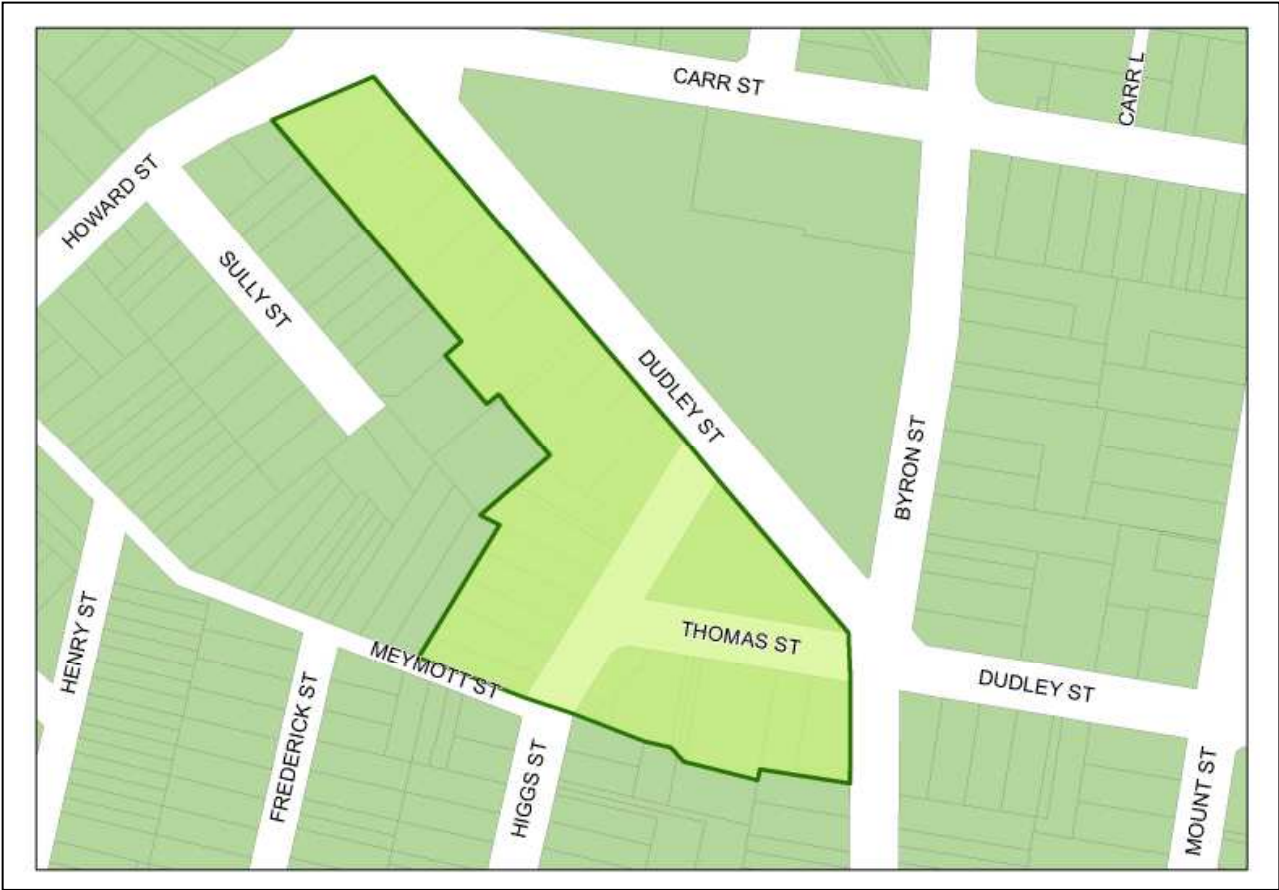 CARR ST
CARR L
HOWARD ST
SULLY ST
DUDLEY ST
BYRON ST
HENRY ST
THOMAS ST
MEYMOTT ST
DUDLEY ST
FREDERICK ST
HIGGS ST
MOUNT ST